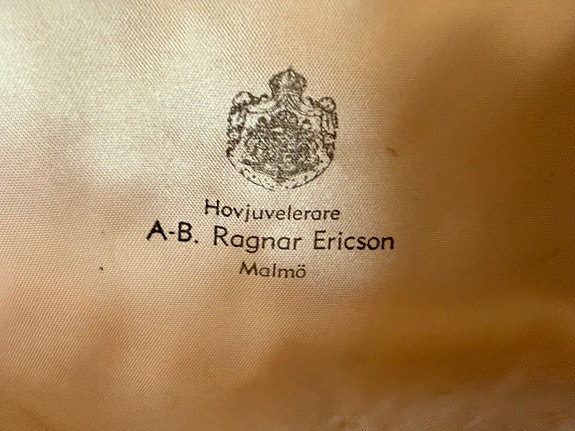 Hovjuvelerare
A-B. Ragnar Ericson
Malmö